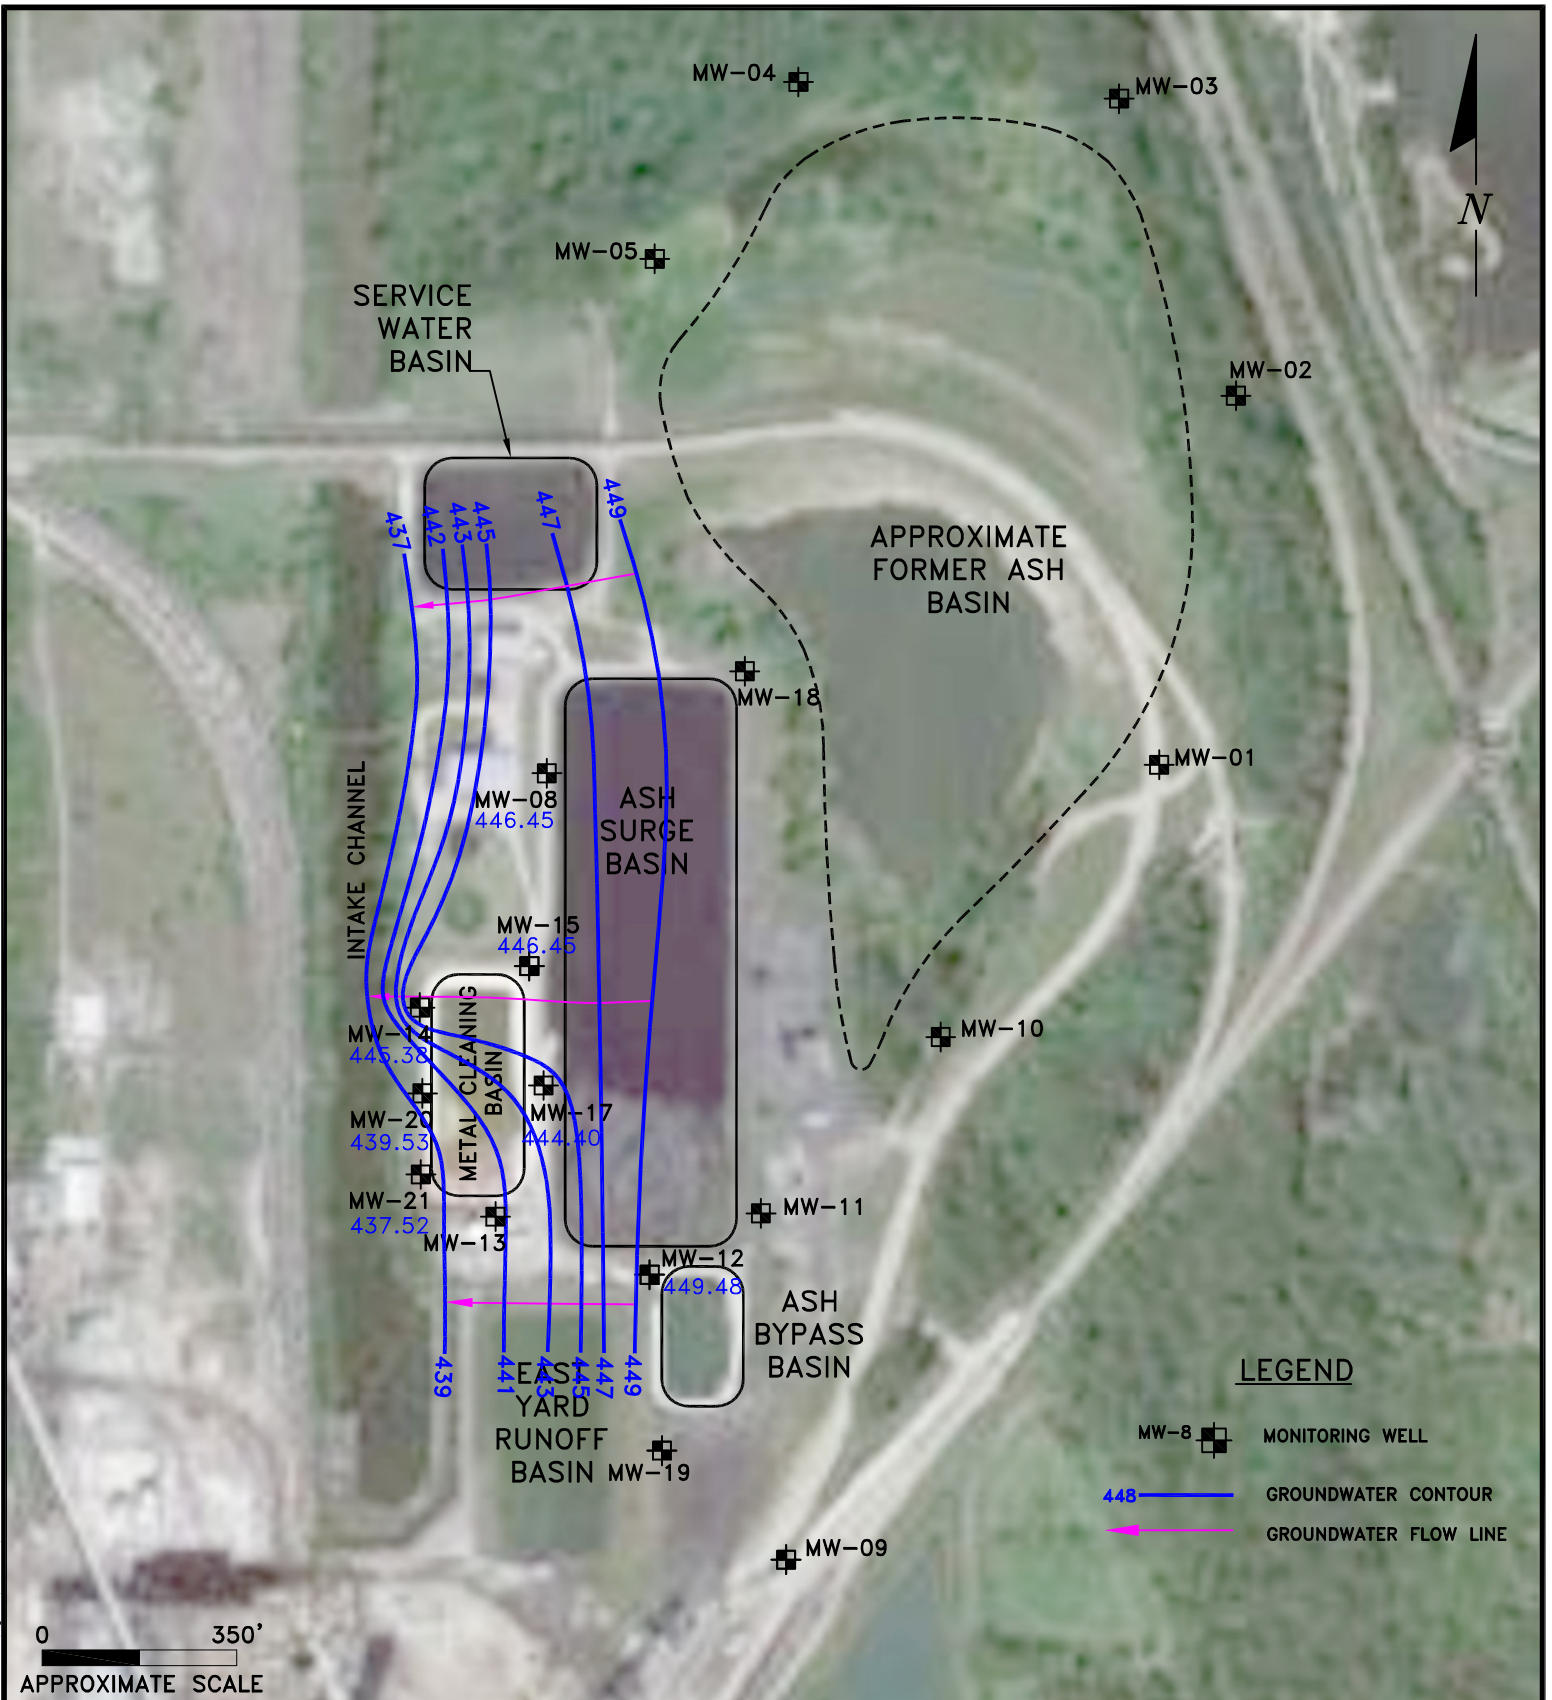 MW-04
MW-03
N
MW-05
SERVICE
WATER
BASIN
MW-02
437
442
443
445
447
449
APPROXIMATE
FORMER ASH
BASIN
MW-18
MW-01
MW-08
446.45
ASH
SURGE
BASIN
INTAKE CHANNEL
MW-15
446.45
METAL CLEANING
BASIN
MW-14
445.38
MW-10
MW-20
439.53
MW-17
444.40
MW-21
437.52
MW-13
MW-11
MW-12
449.48
ASH
BYPASS
BASIN
439
441
443
445
447
449
EAST
YARD
RUNOFF
BASIN
MW-19
MW-09
LEGEND
MW-8 MONITORING WELL
448 GROUNDWATER CONTOUR
GROUNDWATER FLOW LINE
0 350'
APPROXIMATE SCALE